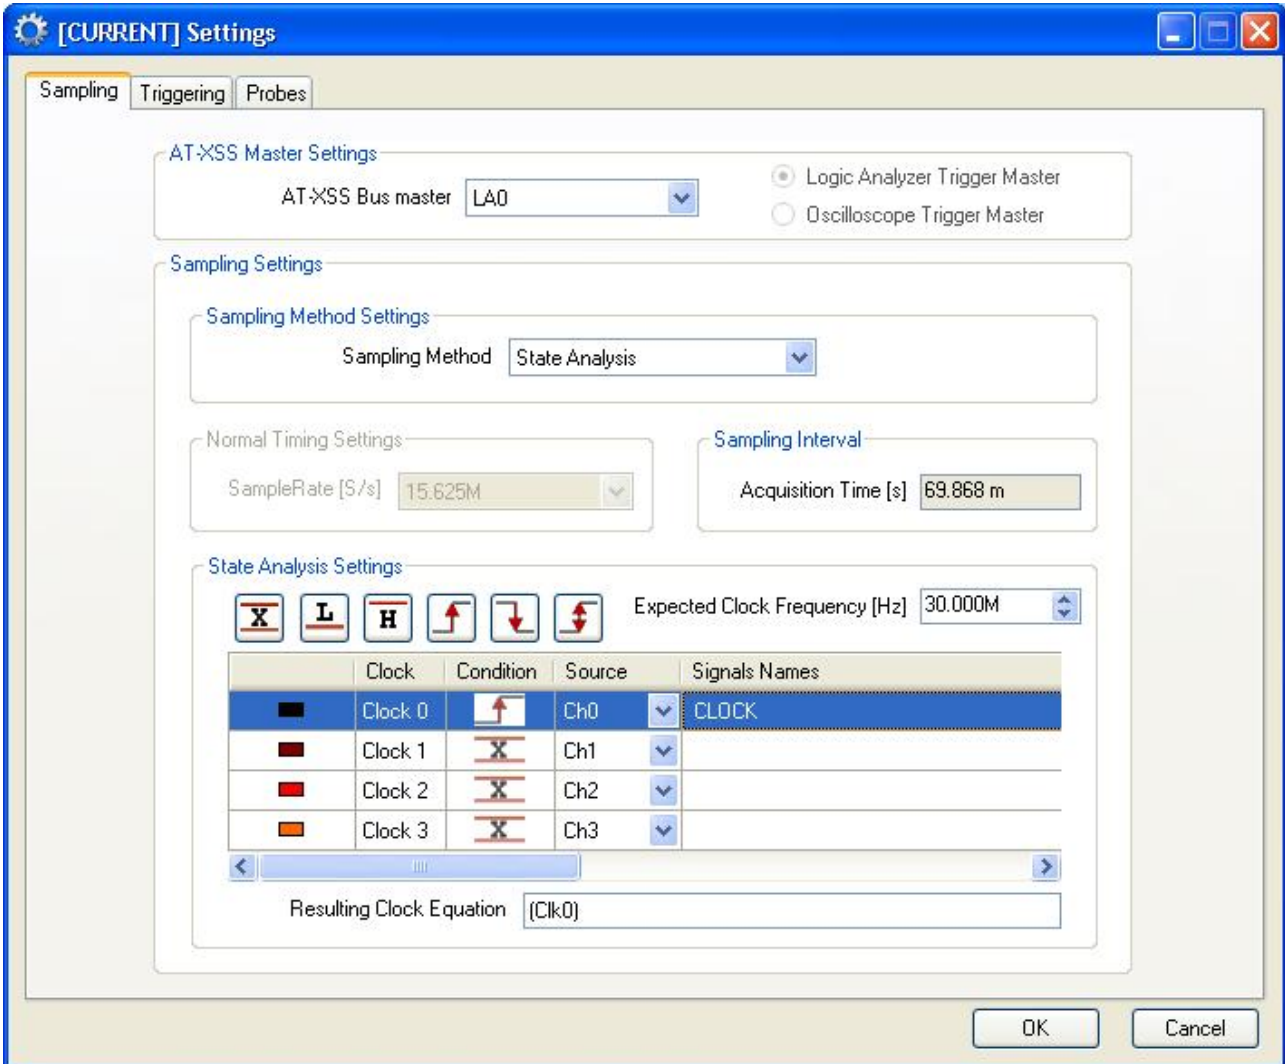 [CURRENT] Settings
Sampling Triggering Probes
AT-XSS Master Settings
AT-XSS Bus master LA0
Logic Analyzer Trigger Master
Oscilloscope Trigger Master
Sampling Settings
Sampling Method Settings
Sampling Method State Analysis
Normal Timing Settings
SampleRate [S/s] 15.625M
Sampling Interval
Acquisition Time [s] 69.868 m
State Analysis Settings
X L H
Expected Clock Frequency [Hz] 30.000M
Clock Condition Source Signals Names
Clock 0 Ch0 CLOCK
Clock 1 X Ch1
Clock 2 X Ch2
Clock 3 X Ch3
Resulting Clock Equation (Clk0)
OK Cancel